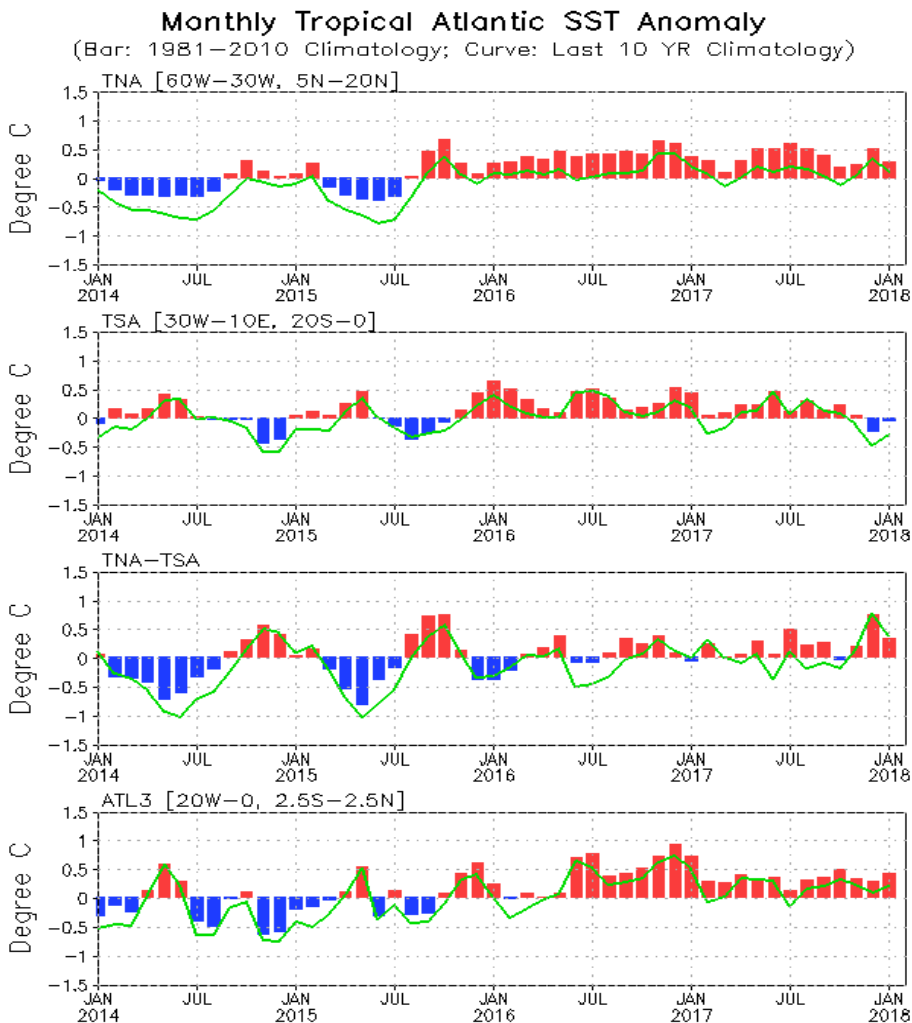 Monthly Tropical Atlantic SST Anomaly
(Bar: 1981−2010 Climatology; Curve: Last 10 YR Climatology)
TNA [60W−30W, 5N−20N]
Degree C
1.5
1
0.5
0
−0.5
−1
−1.5
JAN JUL JAN JUL JAN JUL JAN JUL JAN
2014 2015 2016 2017 2018
TSA [30W−10E, 20S−0]
Degree C
1.5
1
0.5
0
−0.5
−1
−1.5
JAN JUL JAN JUL JAN JUL JAN JUL JAN
2014 2015 2016 2017 2018
TNA−TSA
Degree C
1.5
1
0.5
0
−0.5
−1
−1.5
JAN JUL JAN JUL JAN JUL JAN JUL JAN
2014 2015 2016 2017 2018
ATL3 [20W−0, 2.5S−2.5N]
Degree C
1.5
1
0.5
0
−0.5
−1
−1.5
JAN JUL JAN JUL JAN JUL JAN JUL JAN
2014 2015 2016 2017 2018